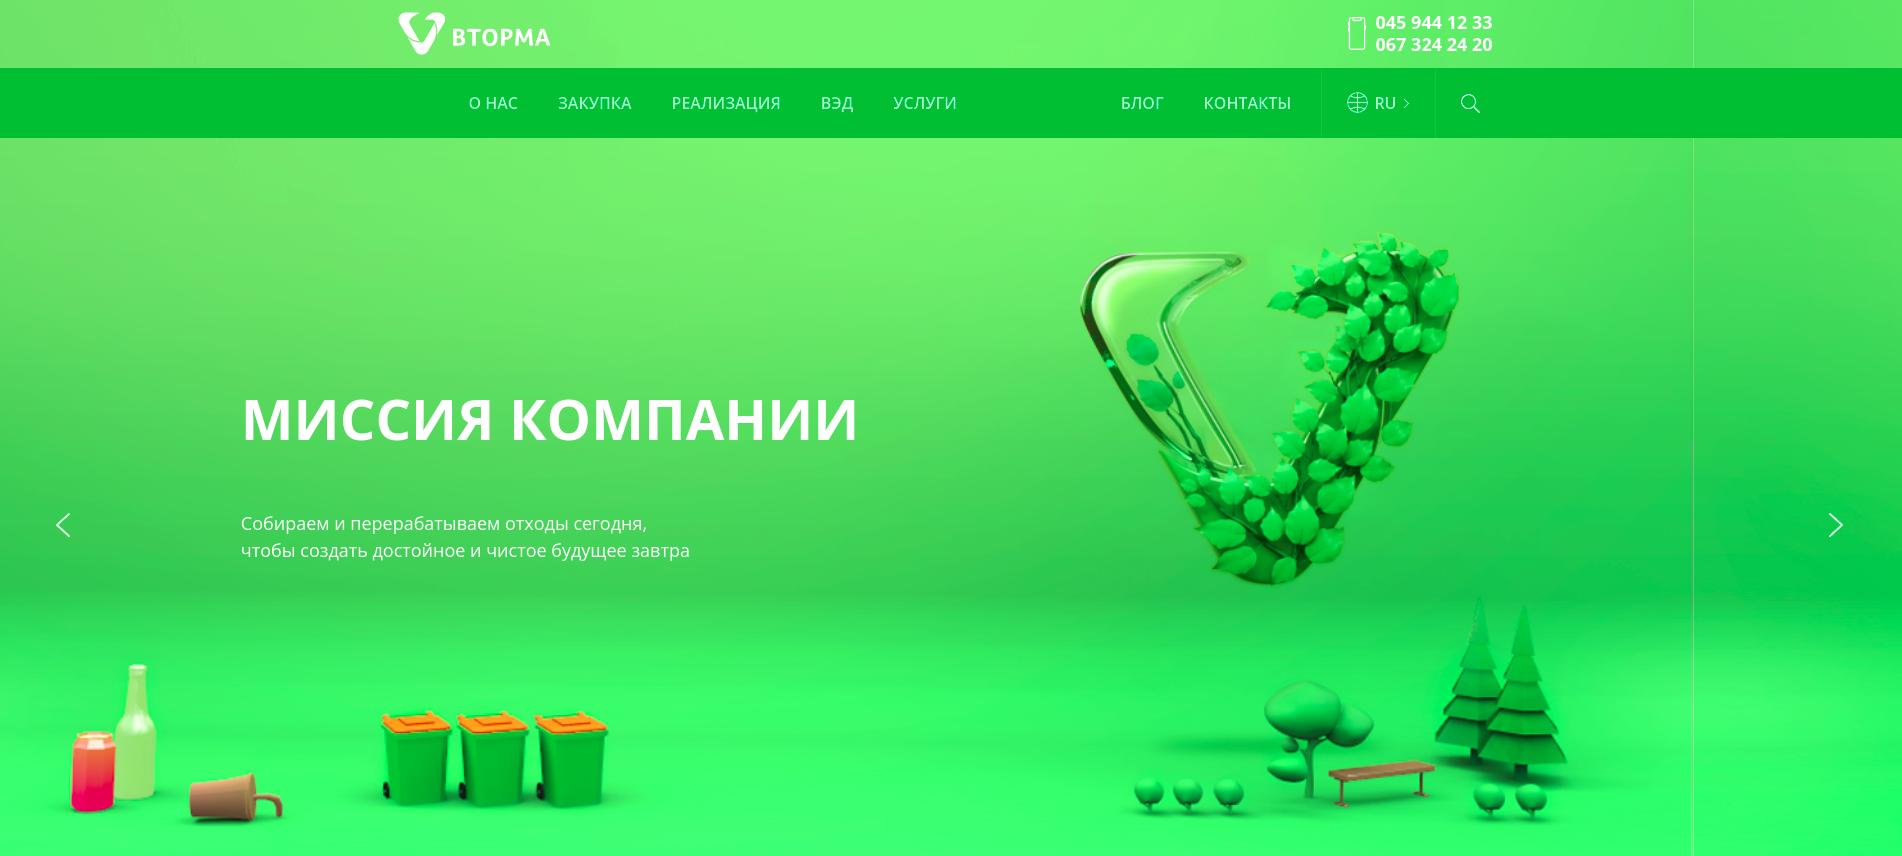 ВТОРМА
045 944 12 33
067 324 24 20
О НАС ЗАКУПКА РЕАЛИЗАЦИЯ ВЭД УСЛУГИ БЛОГ КОНТАКТЫ RU
МИССИЯ КОМПАНИИ
Собираем и перерабатываем отходы сегодня,
чтобы создать достойное и чистое будущее завтра